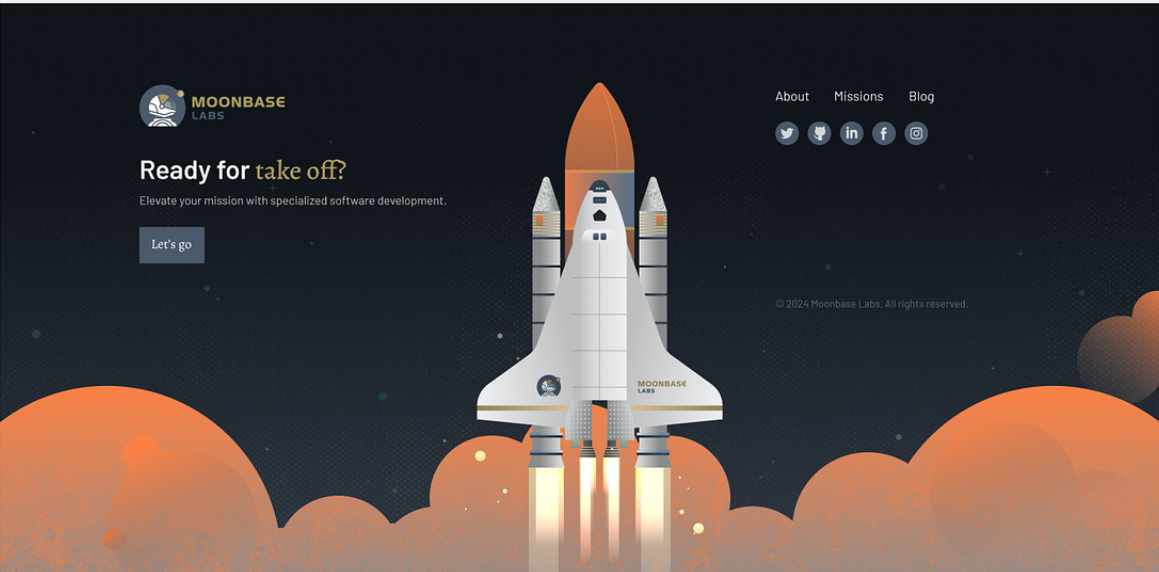 MOONBASE
LABS
Ready for take off?
Elevate your mission with specialized software development.
Let's go
About Missions Blog
in f
© 2024 Moonbase Labs. All rights reserved.
MOONBASE
LABS